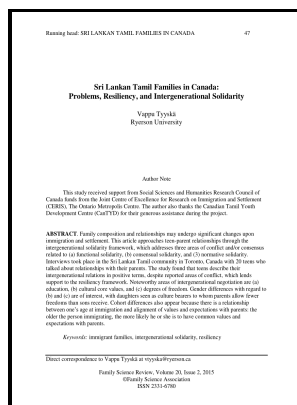 Running head: SRI LANKAN TAMIL FAMILIES IN CANADA 47
Sri Lankan Tamil Families in Canada:
Problems, Resiliency, and Intergenerational Solidarity
Vappu Tyyskä
Ryerson University
Author Note
This study received support from Social Sciences and Humanities Research Council of
Canada funds from the Joint Centre of Excellence for Research on Immigration and Settlement
(CERIS), The Ontario Metropolis Centre. The author also thanks the Canadian Tamil Youth
Development Centre (CanTYD) for their generous assistance during the project.
ABSTRACT. Family composition and relationships may undergo significant changes upon
immigration and settlement. This article approaches teen-parent relationships through the
intergenerational solidarity framework, which addresses three areas of conflict and/or consensus
related to (a) functional solidarity, (b) consensual solidarity, and (3) normative solidarity.
Interviews took place in the Sri Lankan Tamil community in Toronto, Canada with 20 teens who
talked about relationships with their parents. The study found that teens describe their
intergenerational relations in positive terms, despite reported areas of conflict, which lends
support to the resiliency framework. Noteworthy areas of intergenerational negotiation are (a)
education, (b) cultural core values, and (c) degrees of freedom. Gender differences with regard to
(b) and (c) are of interest, with daughters seen as culture bearers to whom parents allow fewer
freedoms than sons receive. Cohort differences also appear because there is a relationship
between one's age at immigration and alignment of values and expectations with parents: the
older the person immigrating, the more likely he or she is to have common values and
expectations with parents.
Keywords: immigrant families, intergenerational solidarity, resiliency
Direct correspondence to Vappu Tyyskä at vtyyska@ryerson.ca
Family Science Review, Volume 20, Issue 2, 2015
©Family Science Association
ISSN 2331-6780